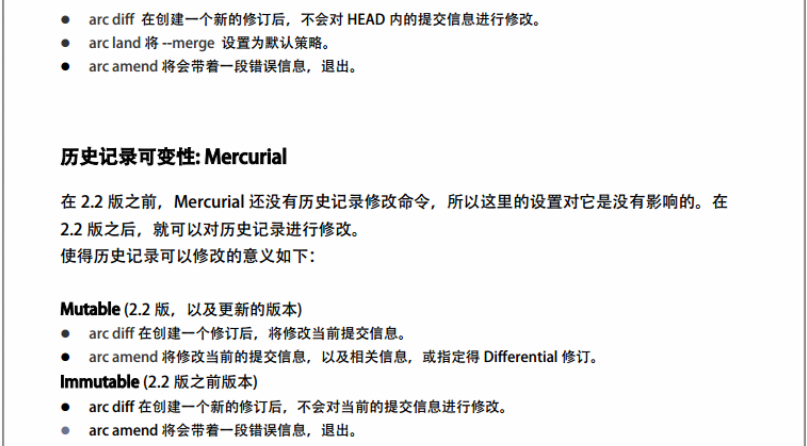 ● arc diff 在创建一个新的修订后，不会对 HEAD 内的提交信息进行修改。
● arc land 将 --merge 设置为默认策略。
● arc amend 将会带着一段错误信息，退出。
历史记录可变性: Mercurial
在 2.2 版之前，Mercurial 还没有历史记录修改命令，所以这里的设置对它是没有影响的。在
2.2 版之后，就可以对历史记录进行修改。
使得历史记录可以修改的意义如下：
Mutable (2.2 版，以及更新的版本)
● arc diff 在创建一个修订后，将修改当前提交信息。
● arc amend 将修改当前的提交信息，以及相关信息，或指定得 Differential 修订。
Immutable (2.2 版之前版本)
● arc diff 在创建一个新的修订后，不会对当前的提交信息进行修改。
● arc amend 将会带着一段错误信息，退出。